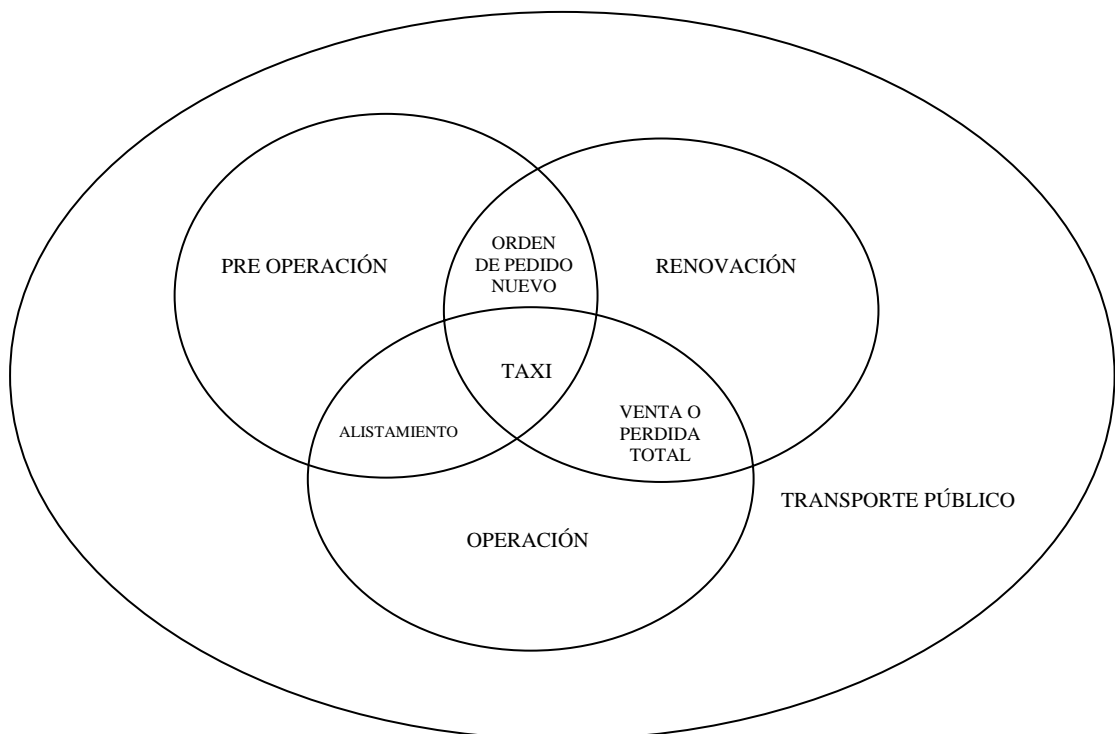 ORDEN
DE PEDIDO
NUEVO
PRE OPERACIÓN
RENOVACIÓN
TAXI
ALISTAMIENTO
VENTA O
PERDIDA
TOTAL
TRANSPORTE PÚBLICO
OPERACIÓN